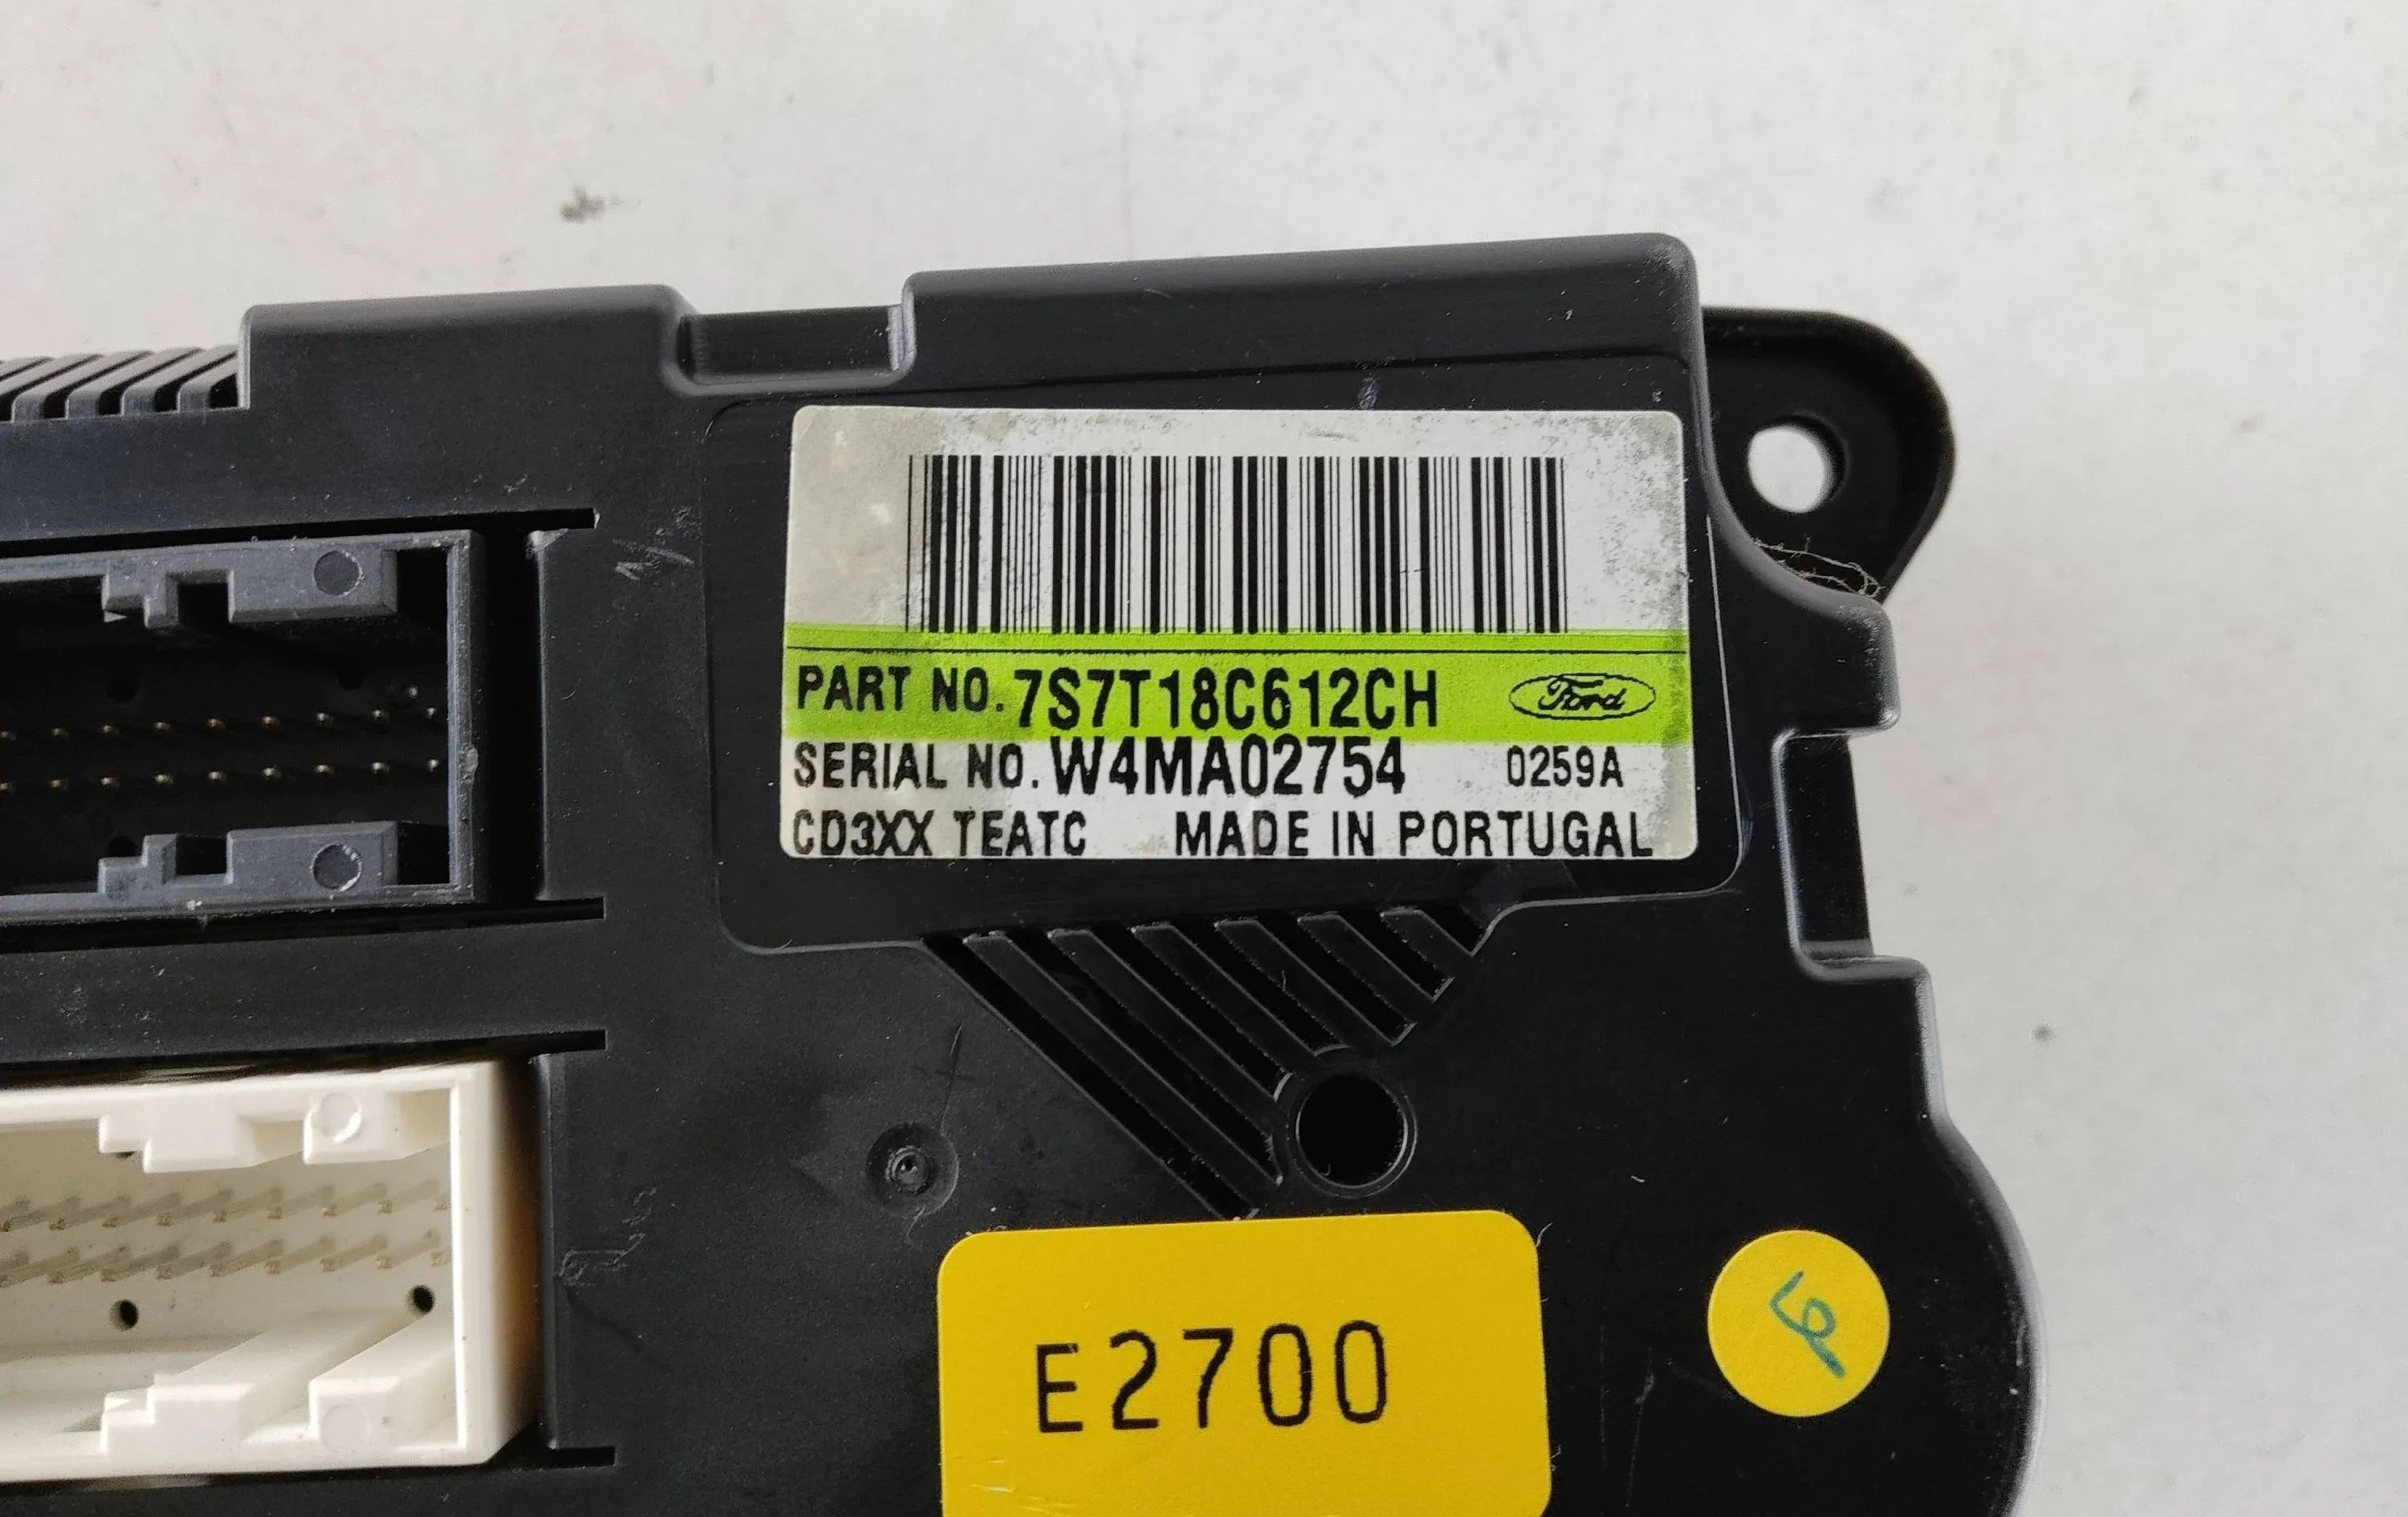 PART NO. 7S7T18C612CH Ford
SERIAL NO. W4MA02754 0259A
CD3XX TEATC MADE IN PORTUGAL
E2700